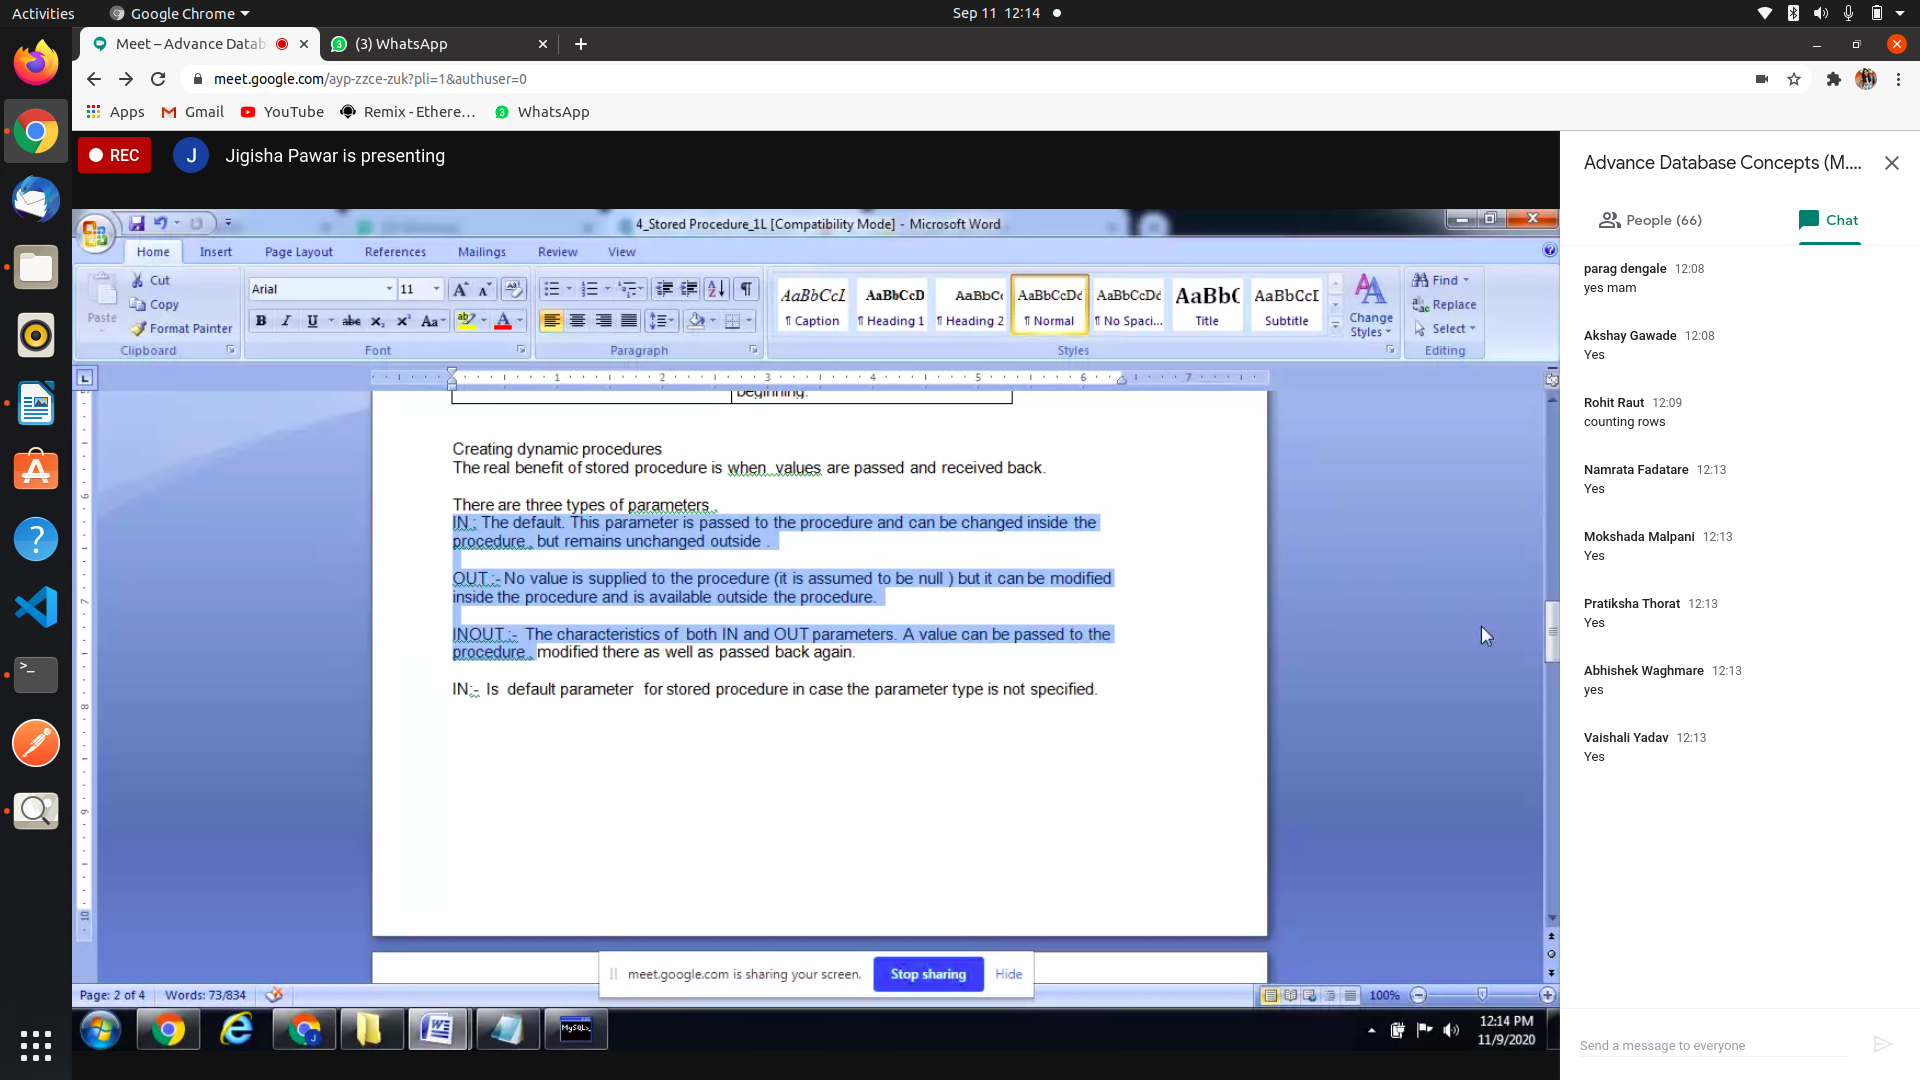 Activities
Google Chrome
Sep 11 12:14
Meet – Advance Datab
(3) WhatsApp
meet.google.com/ayp-zzce-zuk?pli=1&authuser=0
Apps
Gmail
YouTube
Remix - Ethere…
WhatsApp
REC
J
Jigisha Pawar is presenting
4_Stored Procedure_1L [Compatibility Mode] - Microsoft Word
Home
Insert
Page Layout
References
Mailings
Review
View
Paste
Cut
Copy
Format Painter
Clipboard
Arial
11
Font
Paragraph
AaBbCcI
¶ Caption
AaBbCcD
¶ Heading 1
AaBbCc
¶ Heading 2
AaBbCcDd
¶ Normal
AaBbCcDd
¶ No Spaci...
AaBb(
Title
AaBbCcI
Subtitle
Change
Styles
Styles
Find
Replace
Select
Editing
1 2 3 4 5 6 7
beginning.
Creating dynamic procedures
The real benefit of stored procedure is when values are passed and received back.
There are three types of parameters .
IN : The default. This parameter is passed to the procedure and can be changed inside the
procedure , but remains unchanged outside .
OUT :- No value is supplied to the procedure (it is assumed to be null ) but it can be modified
inside the procedure and is available outside the procedure.
INOUT :- The characteristics of both IN and OUT parameters. A value can be passed to the
procedure , modified there as well as passed back again.
IN:- Is default parameter for stored procedure in case the parameter type is not specified.
meet.google.com is sharing your screen.
Stop sharing
Hide
Page: 2 of 4
Words: 73/834
100%
MySQL
12:14 PM
11/9/2020
Advance Database Concepts (M....
People (66)
Chat
parag dengale 12:08
yes mam
Akshay Gawade 12:08
Yes
Rohit Raut 12:09
counting rows
Namrata Fadatare 12:13
Yes
Mokshada Malpani 12:13
Yes
Pratiksha Thorat 12:13
Yes
Abhishek Waghmare 12:13
yes
Vaishali Yadav 12:13
Yes
Send a message to everyone